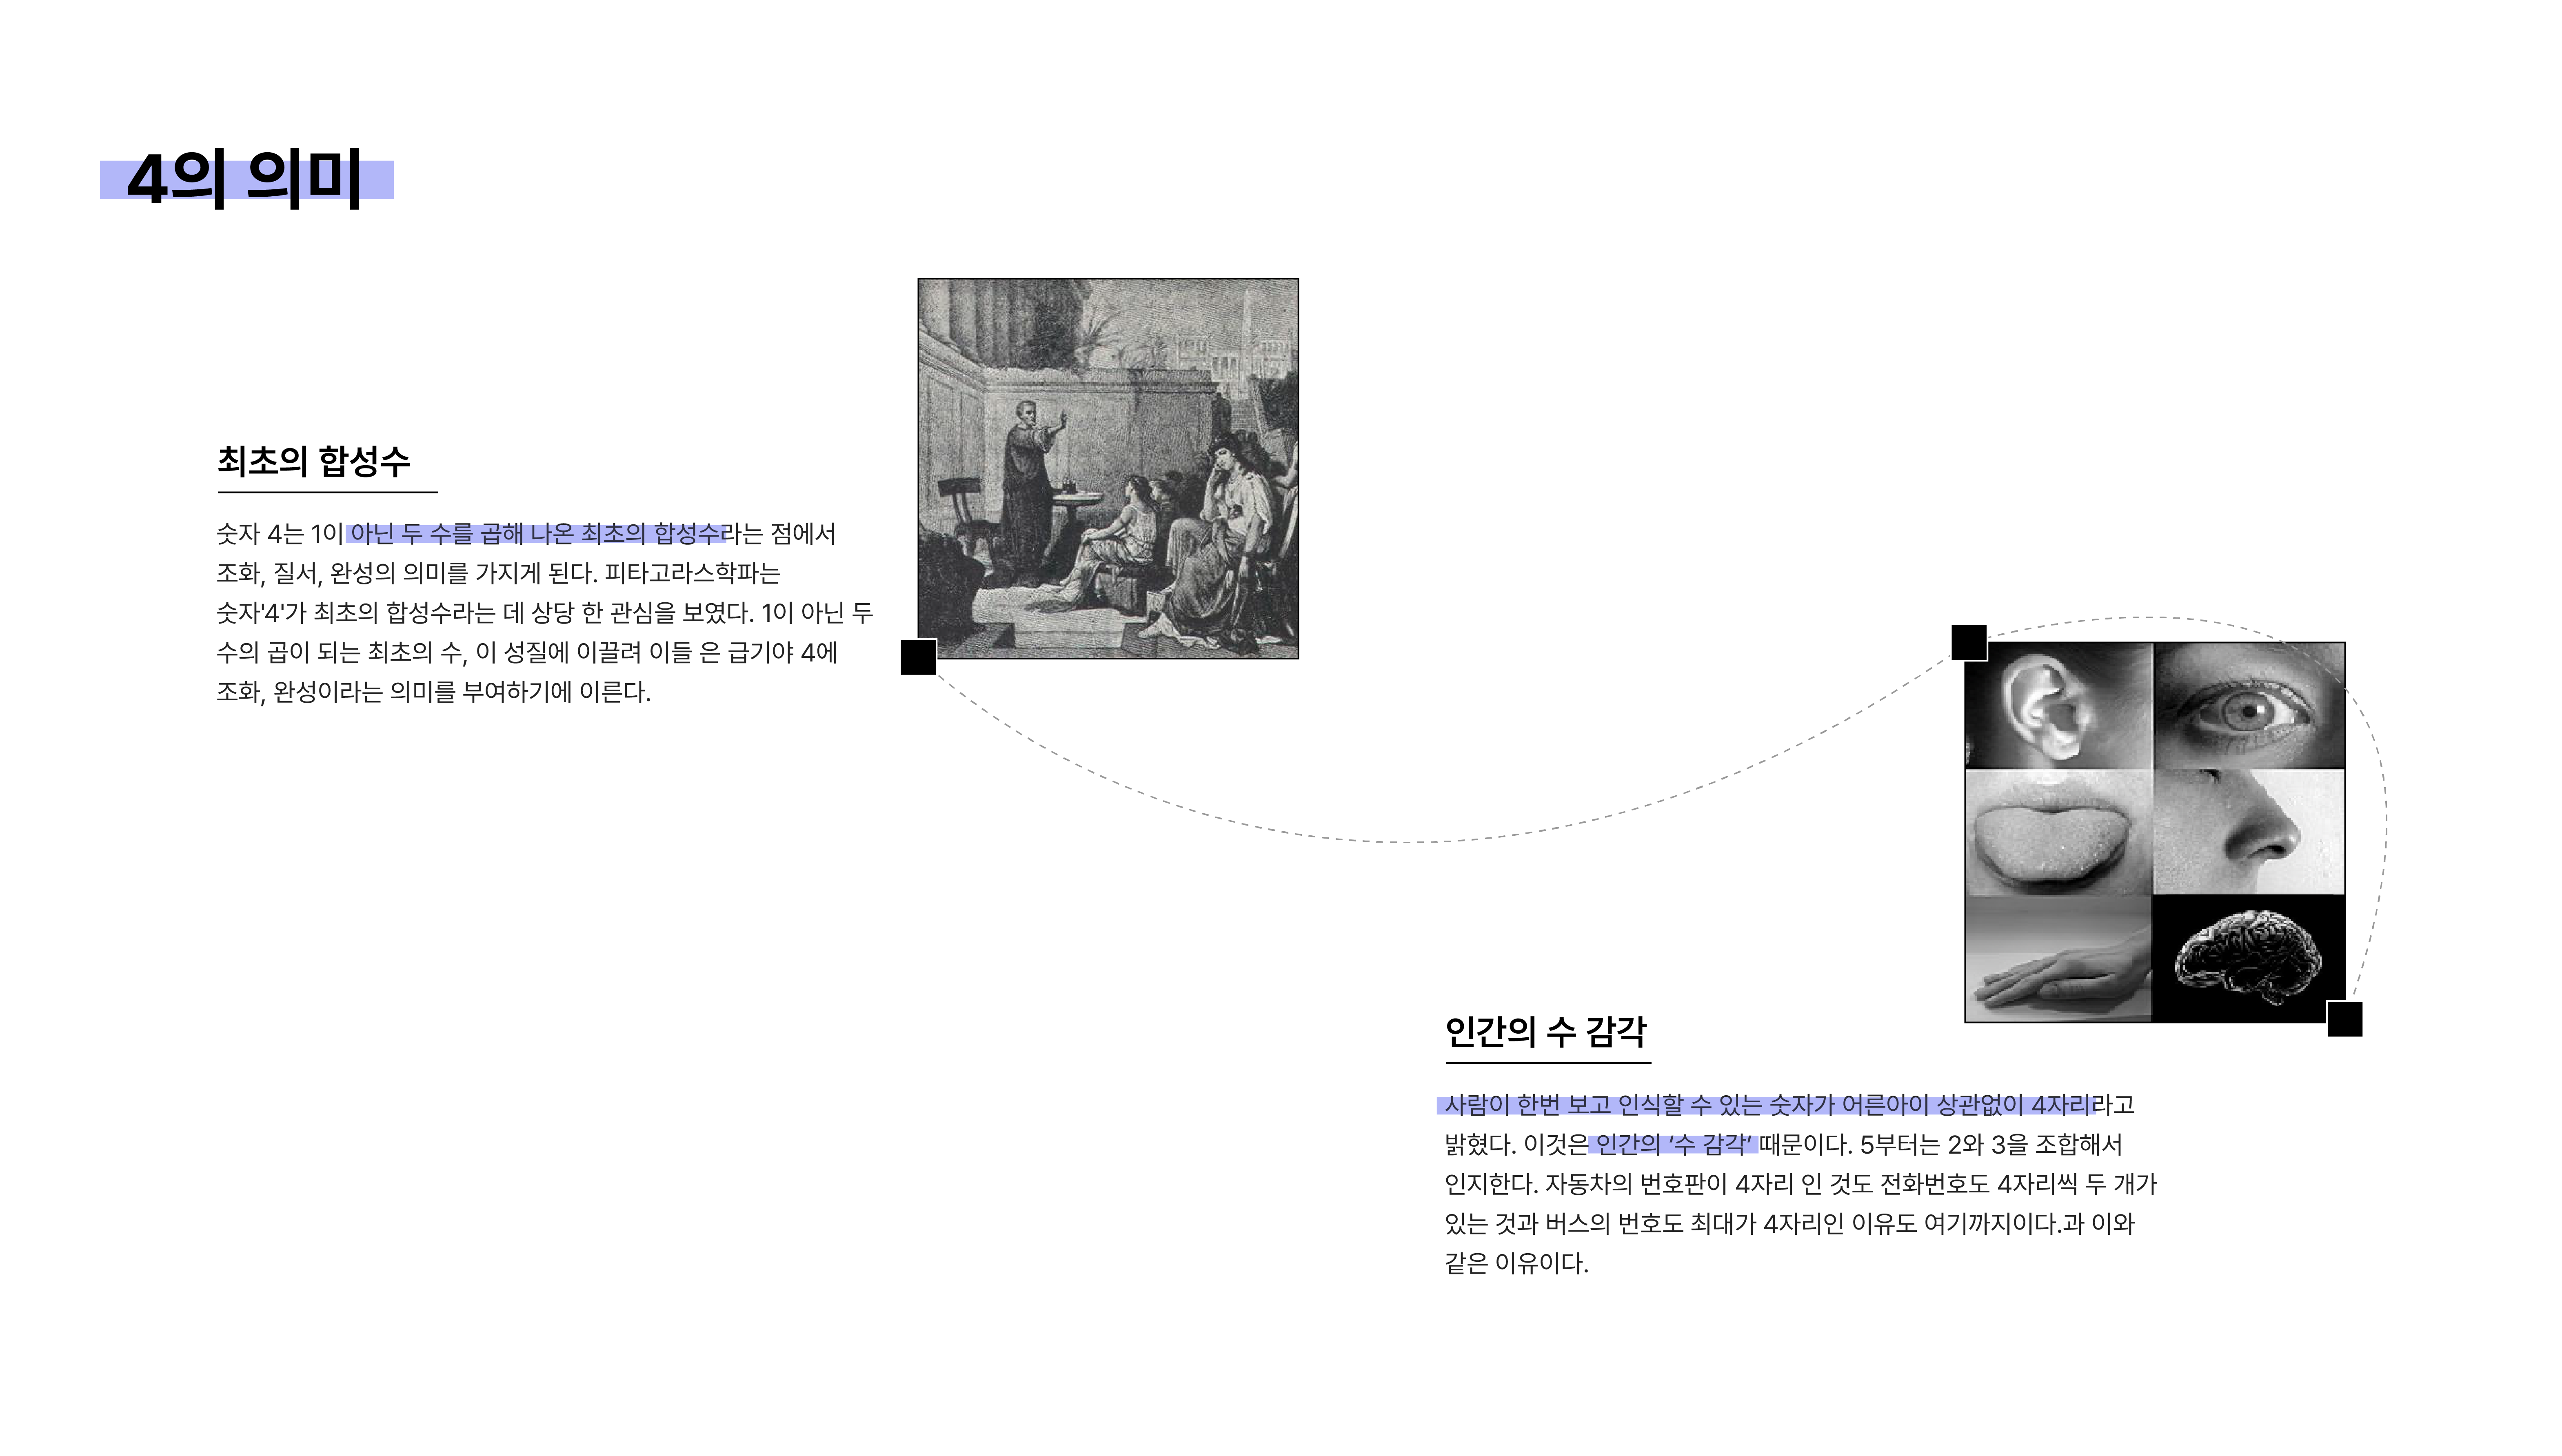 4의 의미
최초의 합성수
숫자 4는 1이 아닌 두 수를 곱해 나온 최초의 합성수라는 점에서
조화, 질서, 완성의 의미를 가지게 된다. 피타고라스학파는
숫자'4'가 최초의 합성수라는 데 상당 한 관심을 보였다. 1이 아닌 두
수의 곱이 되는 최초의 수, 이 성질에 이끌려 이들 은 급기야 4에
조화, 완성이라는 의미를 부여하기에 이른다.
인간의 수 감각
사람이 한번 보고 인식할 수 있는 숫자가 어른아이 상관없이 4자리라고
밝혔다. 이것은 인간의 ‘수 감각’ 때문이다. 5부터는 2와 3을 조합해서
인지한다. 자동차의 번호판이 4자리 인 것도 전화번호도 4자리씩 두 개가
있는 것과 버스의 번호도 최대가 4자리인 이유도 여기까지이다.과 이와
같은 이유이다.